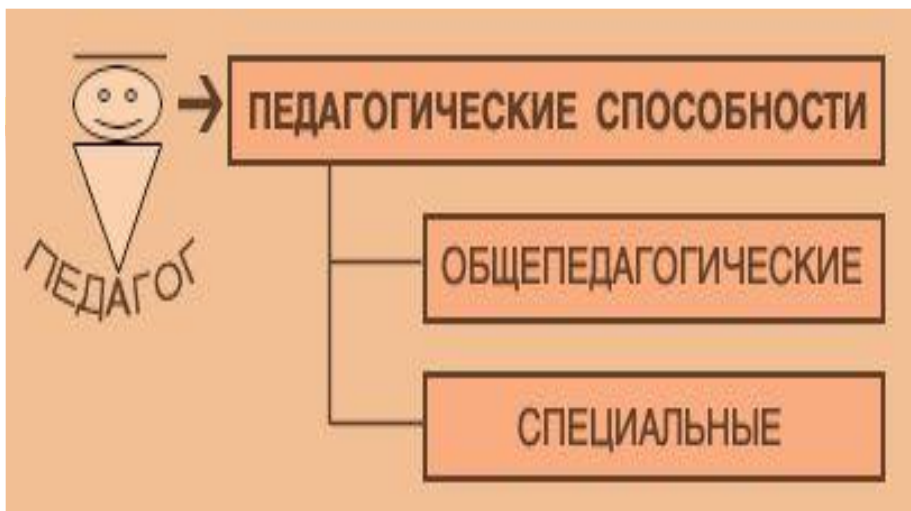 ПЕДАГОГИЧЕСКИЕ СПОСОБНОСТИ
ПЕДАГОГ
ОБЩЕПЕДАГОГИЧЕСКИЕ
СПЕЦИАЛЬНЫЕ